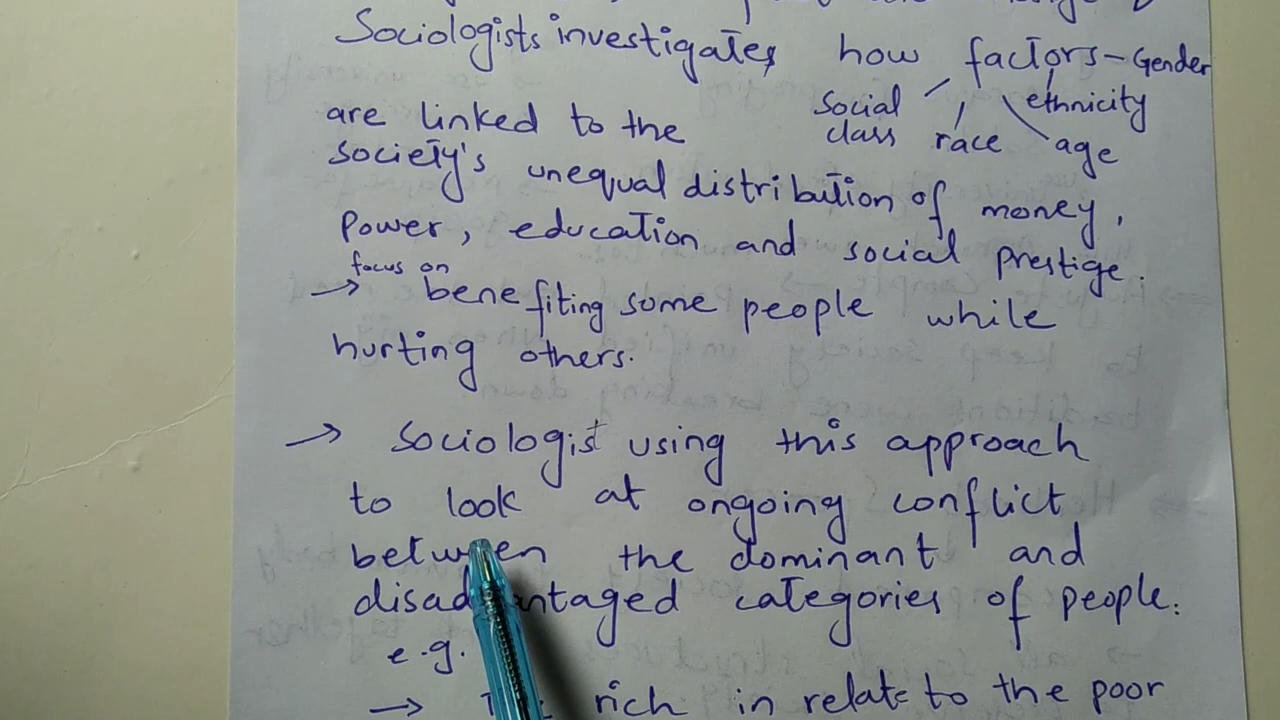 Sociologists investigates how factors - Gender
social ethnicity
are linked to the class race age
society's unequal distribution of money,
Power, education and social prestige.
focus on
→ benefiting some people while
hurting others.
→ Sociologist using this approach
to look at ongoing conflict
between the dominant and
disadvantaged categories of people.
e.g.
→ rich in relate to the poor